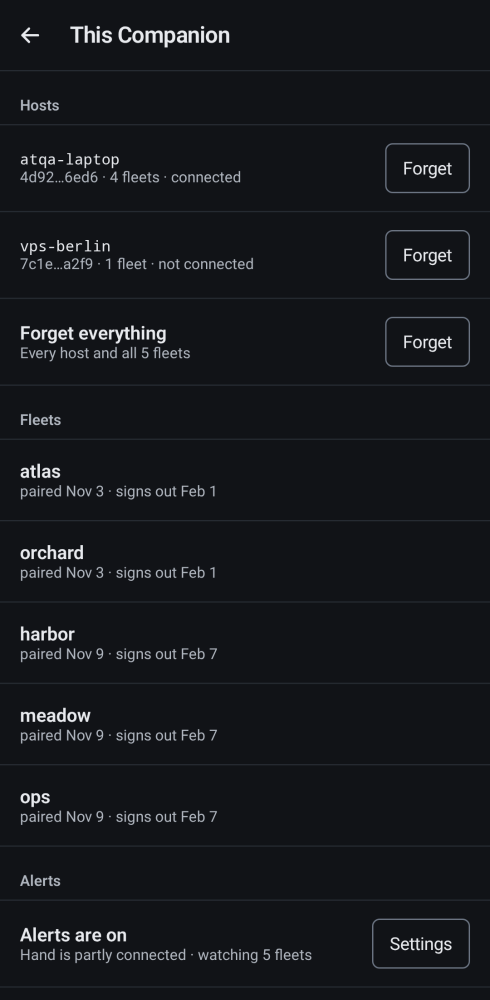 This Companion
Hosts
atqa-laptop
4d92…6ed6 · 4 fleets · connected
Forget
vps-berlin
7c1e…a2f9 · 1 fleet · not connected
Forget
Forget everything
Every host and all 5 fleets
Forget
Fleets
atlas
paired Nov 3 · signs out Feb 1
orchard
paired Nov 3 · signs out Feb 1
harbor
paired Nov 9 · signs out Feb 7
meadow
paired Nov 9 · signs out Feb 7
ops
paired Nov 9 · signs out Feb 7
Alerts
Alerts are on
Hand is partly connected · watching 5 fleets
Settings